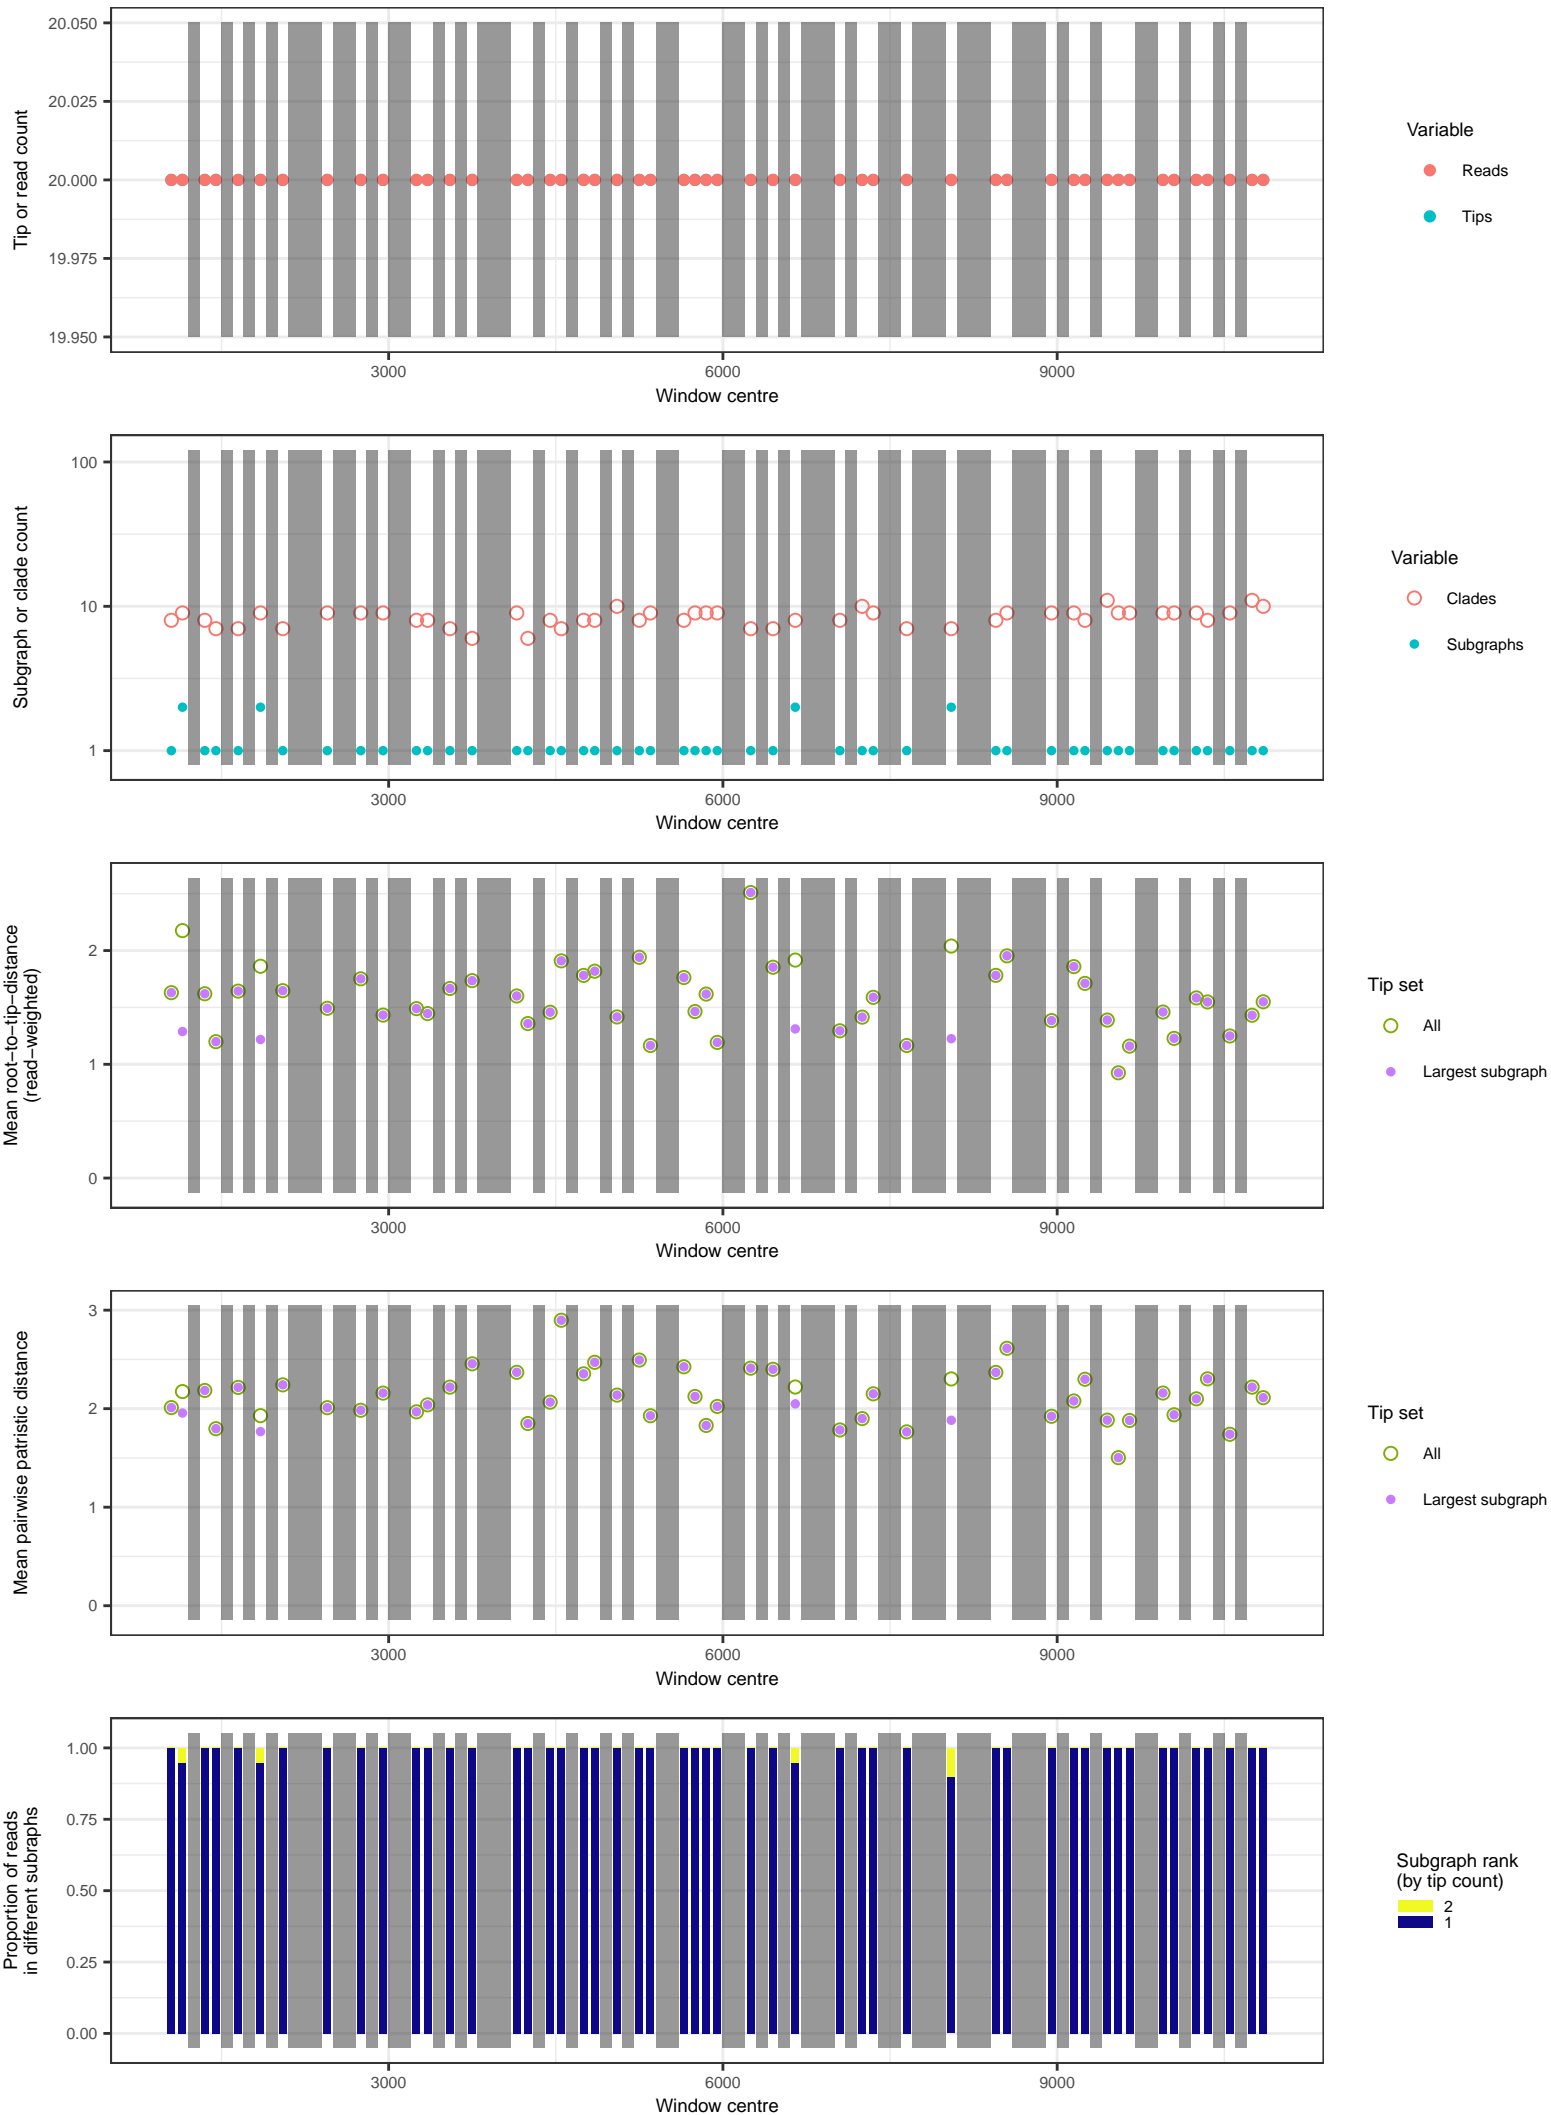 20.050
20.025
20.000
19.975
19.950
Tip or read count
3000 6000 9000
Window centre
Variable
Reads
Tips
100
10
1
Subgraph or clade count
3000 6000 9000
Window centre
Variable
Clades
Subgraphs
2
1
0
Mean root−to−tip−distance
(read−weighted)
3000 6000 9000
Window centre
Tip set
All
Largest subgraph
3
2
1
0
Mean pairwise patristic distance
3000 6000 9000
Window centre
Tip set
All
Largest subgraph
1.00
0.75
0.50
0.25
0.00
Proportion of reads
in different subraphs
3000 6000 9000
Window centre
Subgraph rank
(by tip count)
2
1